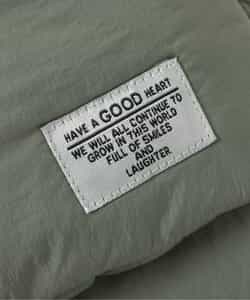 HAVE A GOOD HEART
WE WILL ALL CONTINUE TO
GROW IN THIS WORLD
FULL OF SMILES
AND
LAUGHTER